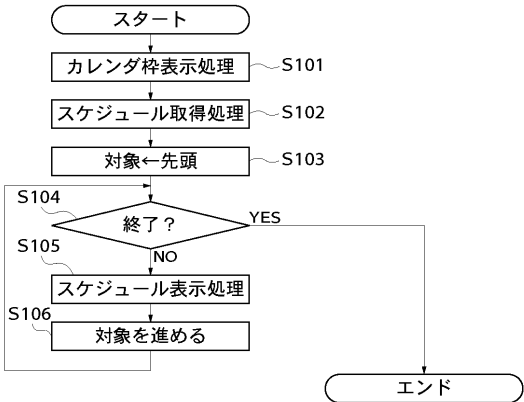 スタート
カレンダ枠表示処理
S101
スケジュール取得処理
S102
対象←先頭
S103
S104
終了？
YES
NO
S105
スケジュール表示処理
S106
対象を進める
エンド